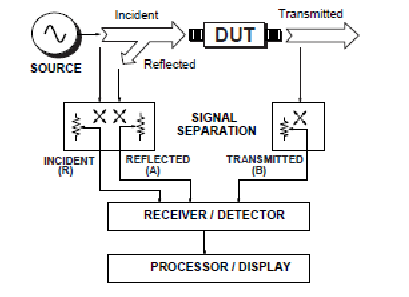 Incident
Transmitted
DUT
SOURCE
Reflected
SIGNAL
SEPARATION
INCIDENT
(R)
REFLECTED
(A)
TRANSMITTED
(B)
RECEIVER / DETECTOR
PROCESSOR / DISPLAY